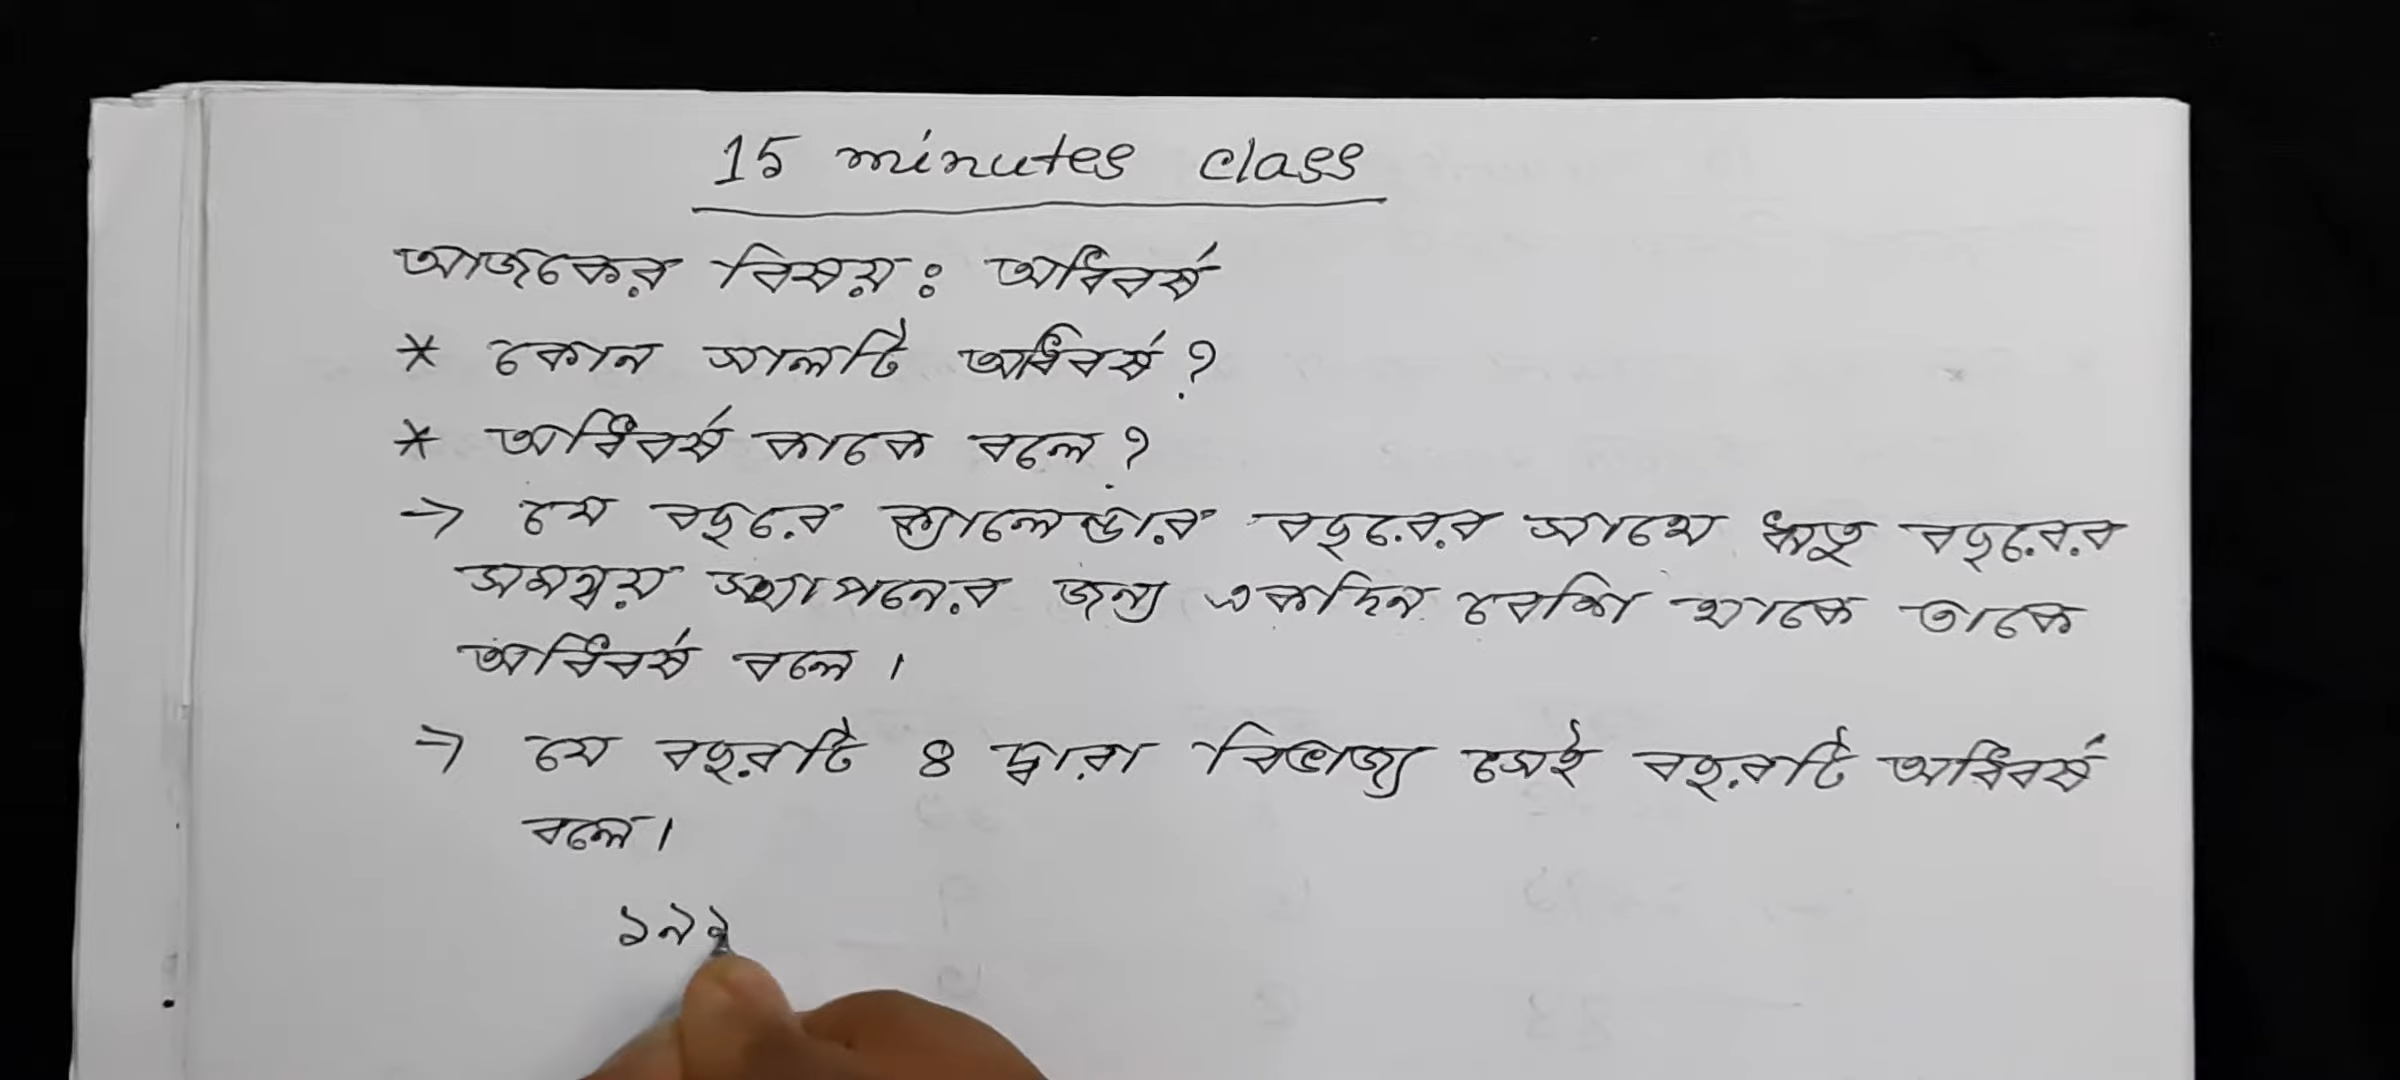 15 minutes class
আজকের বিষয়ঃ অধিবর্ষ
* কোন সালটি অধিবর্ষ?
* অধিবর্ষ কাকে বলে?
→ যে বছরে ক্যালেন্ডার বছরের সাথে ঋতু বছরের
সমন্বয় স্থাপনের জন্য একদিন বেশি থাকে তাকে
অধিবর্ষ বলে।
→ যে বছরটি ৪ দ্বারা বিভাজ্য সেই বছরটি অধিবর্ষ
বলে।